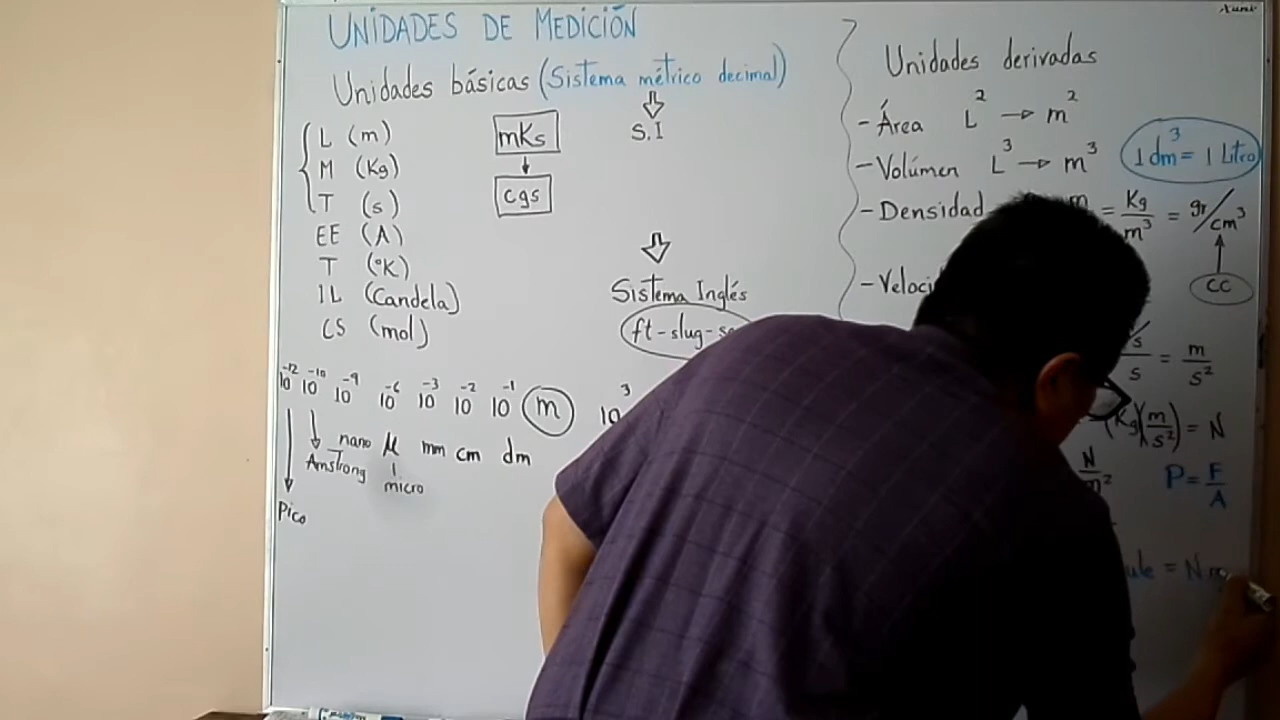 UNIDADES DE MEDICIÓN
Unidades básicas (Sistema métrico decimal)
L (m)
M (Kg)
T (s)
EE (A)
T (°K)
IL (Candela)
CS (mol)
mKs
cgs
S.I
Sistema Inglés
ft-slug-
10⁻¹² 10⁻¹⁰ 10⁻⁹ 10⁻⁶ 10⁻³ 10⁻² 10⁻¹ m 10³
nano μ mm cm dm
Amstrong
micro
Pico
Unidades derivadas
-Área L² → m²
-Volúmen L³ → m³
1 dm³ = 1 Litro
-Densidad m = Kg/m³ = gr/cm³
cc
-Veloci
/s/s = m/s²
(Kg)(m/s²) = N
N/m²
P = F/A
ule = N m